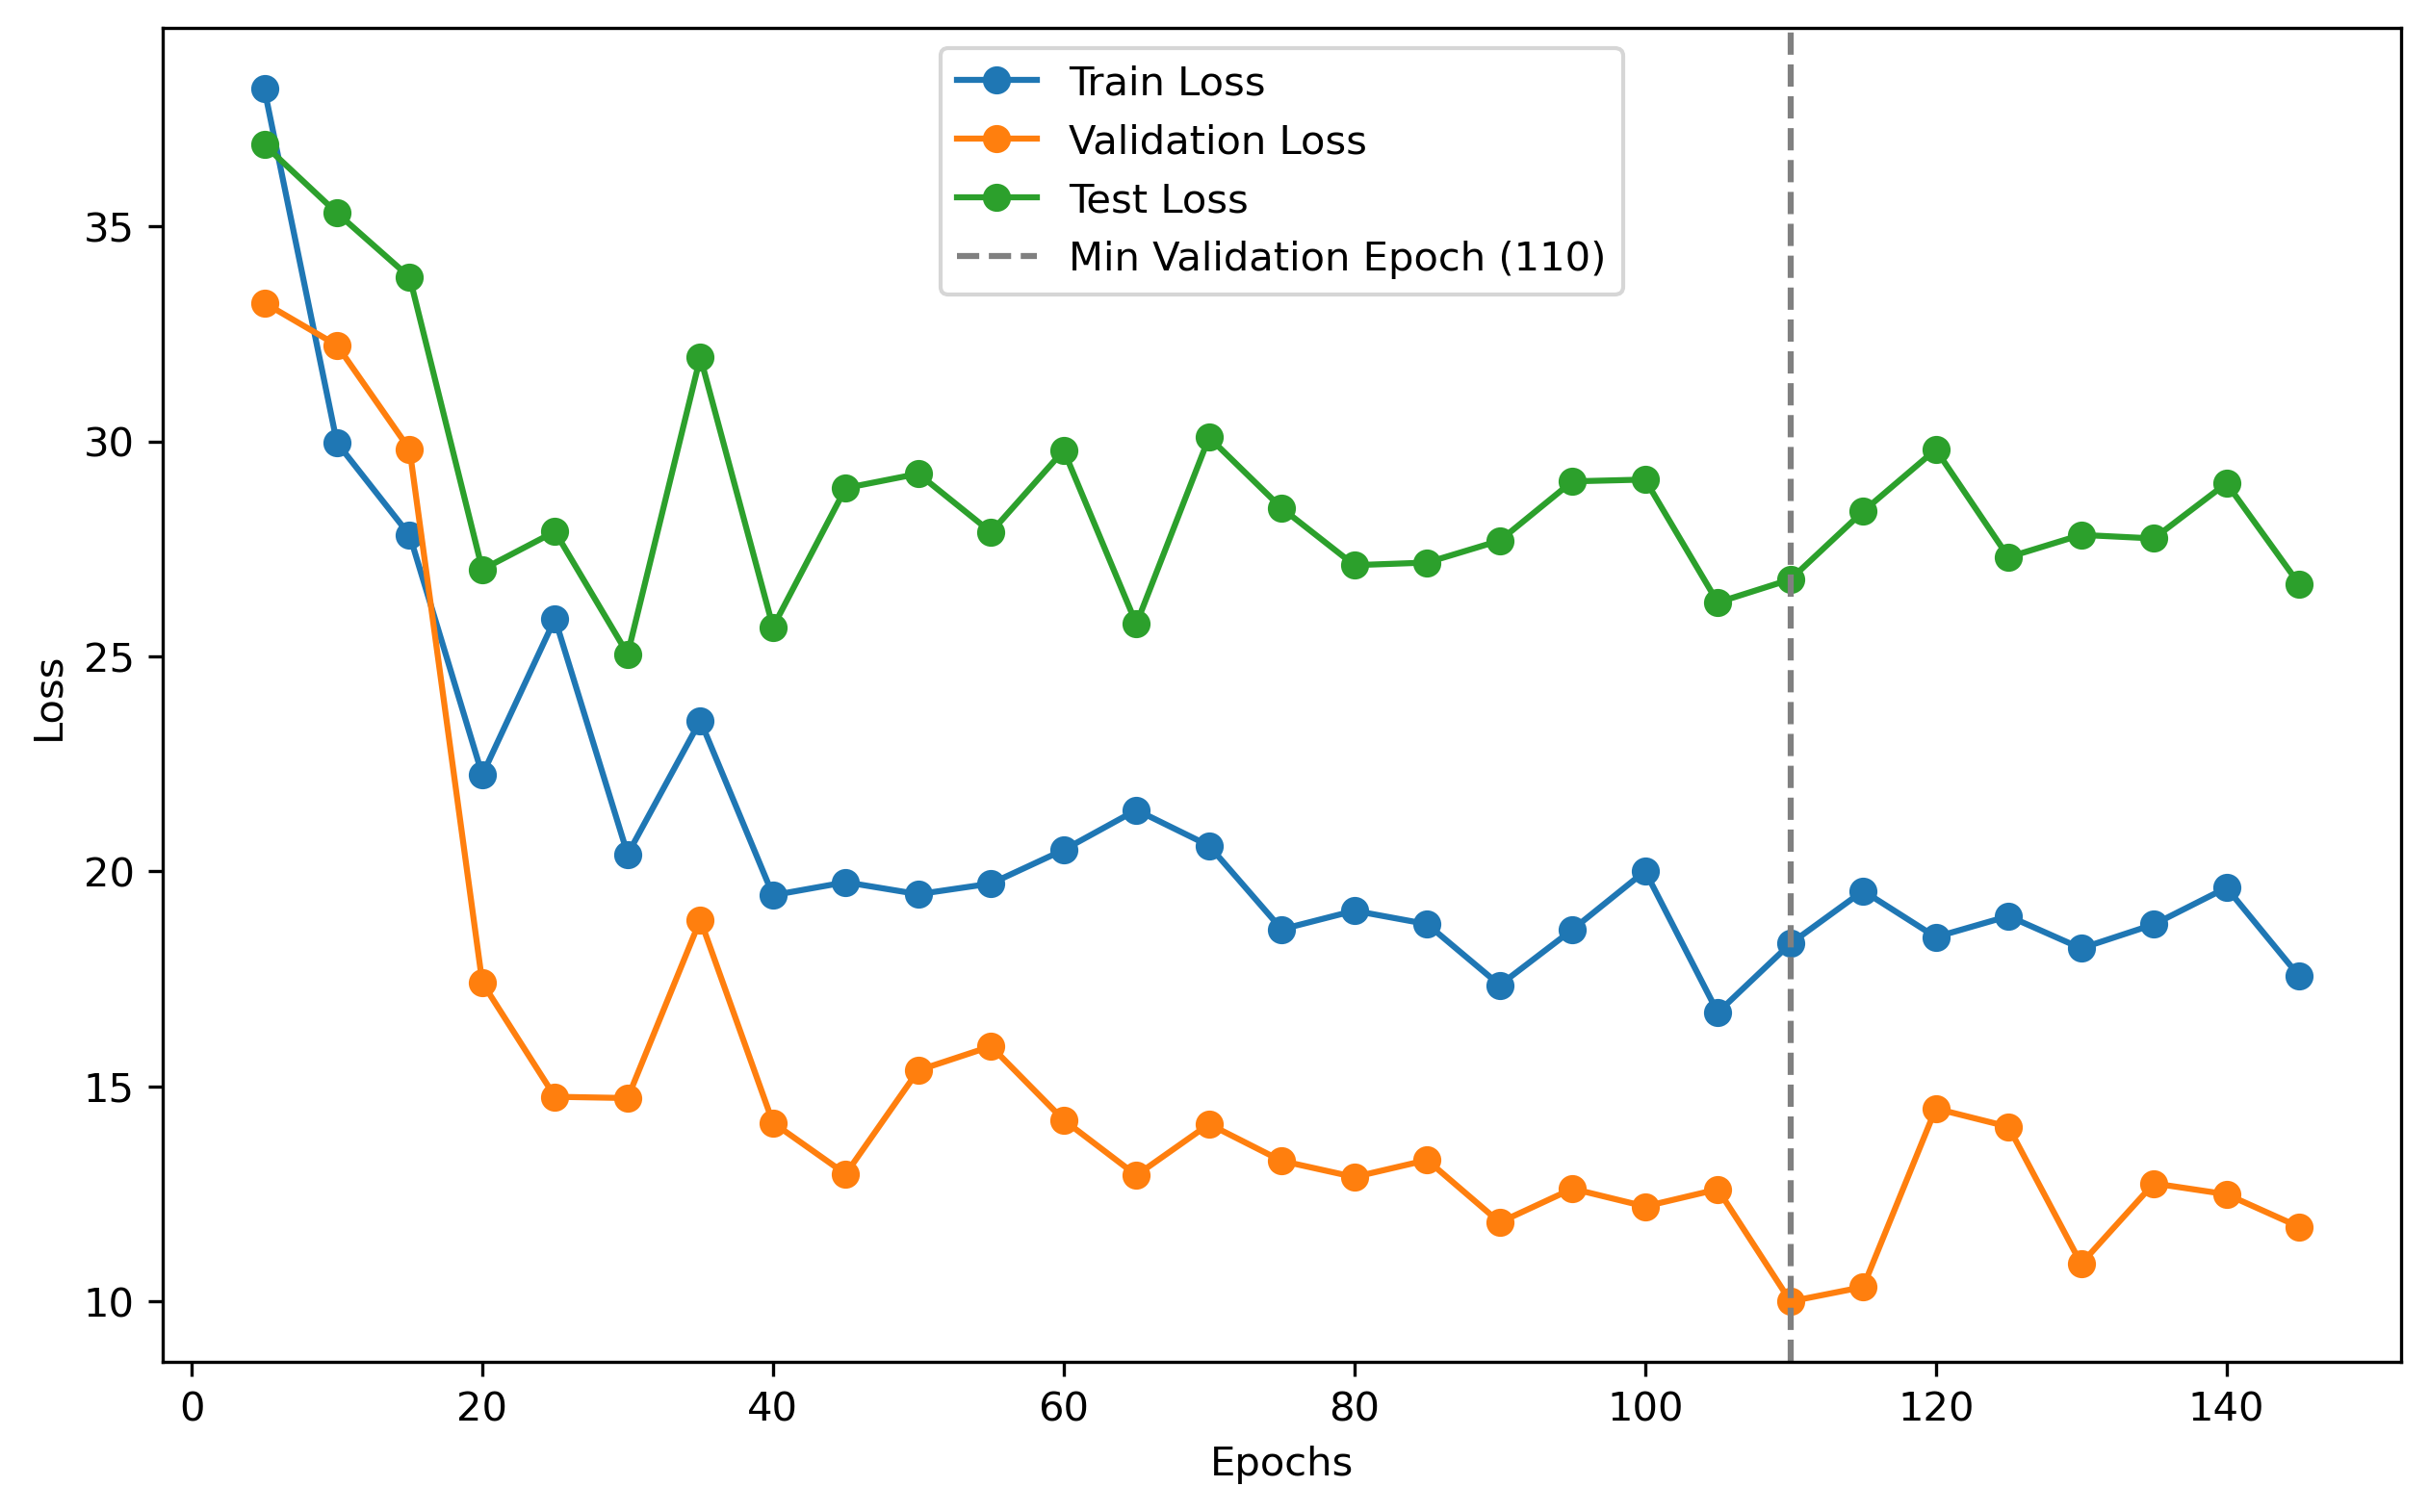 Train Loss
Validation Loss
Test Loss
Min Validation Epoch (110)
35
30
25
20
15
10
Loss
0 20 40 60 80 100 120 140
Epochs